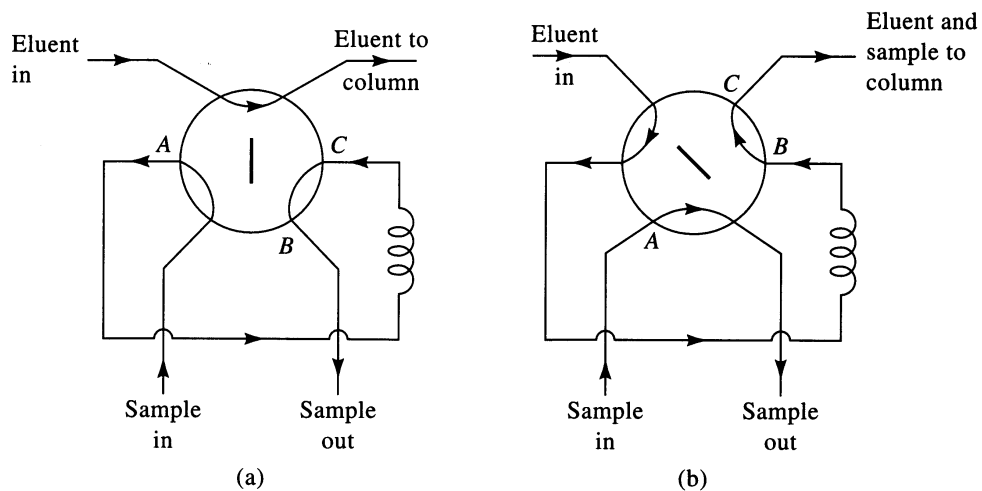 Eluent
in
Eluent to
column
A
C
B
Sample
in
Sample
out
(a)
Eluent
in
Eluent and
sample to
column
C
B
A
Sample
in
Sample
out
(b)